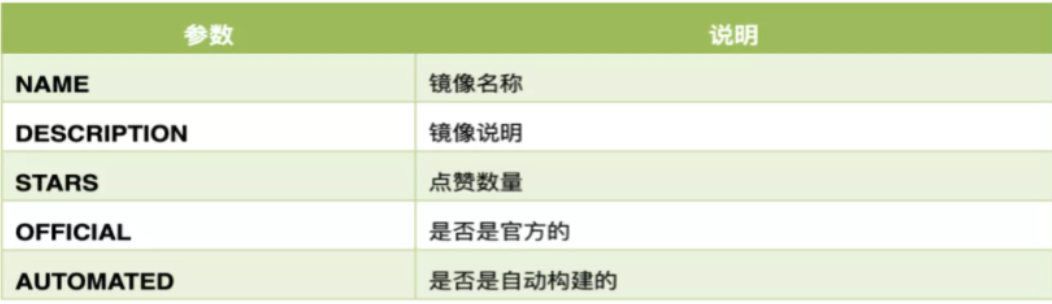 参数 说明
NAME 镜像名称
DESCRIPTION 镜像说明
STARS 点赞数量
OFFICIAL 是否是官方的
AUTOMATED 是否是自动构建的